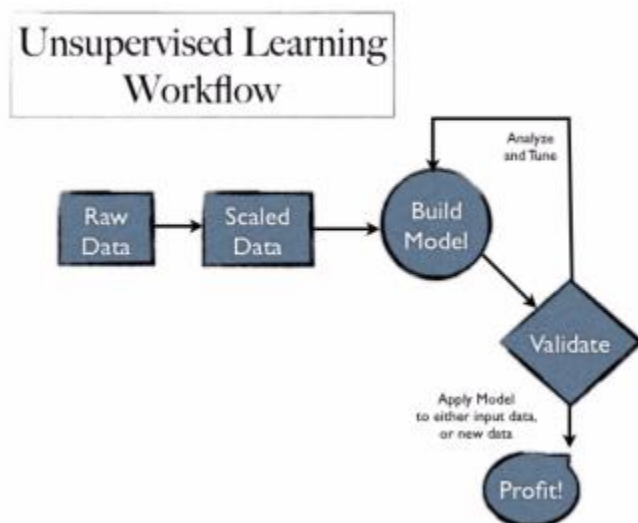 Unsupervised Learning
Workflow
Analyze
and Tune
Raw
Data
Scaled
Data
Build
Model
Validate
Apply Model
to either input data,
or new data
Profit!